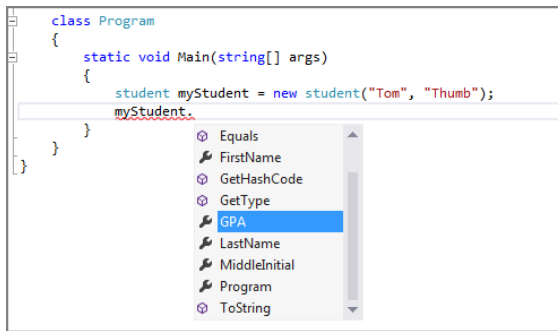 class Program
{
static void Main(string[] args)
{
student myStudent = new student("Tom", "Thumb");
myStudent.
}
}
}
Equals
FirstName
GetHashCode
GetType
GPA
LastName
MiddleInitial
Program
ToString